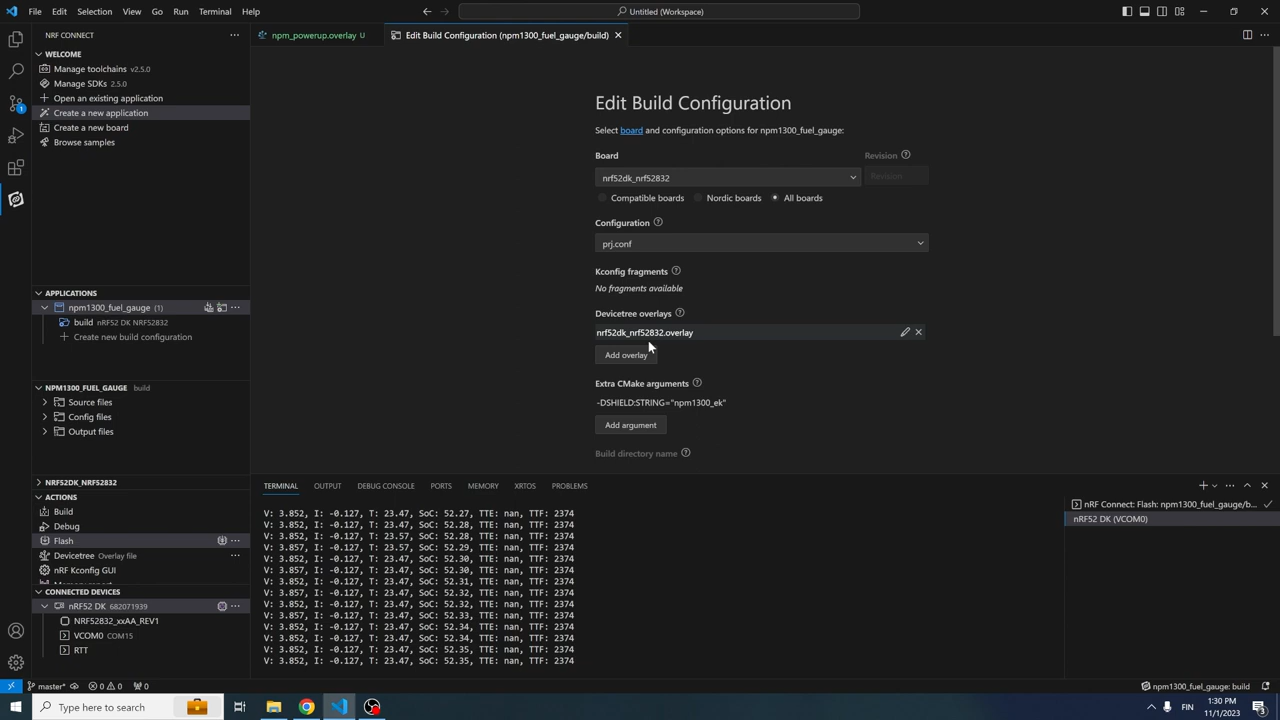 File Edit Selection View Go Run Terminal Help
Untitled (Workspace)
NRF CONNECT
WELCOME
Manage toolchains v2.5.0
Manage SDKs 2.5.0
Open an existing application
Create a new application
Create a new board
Browse samples
APPLICATIONS
npm1300_fuel_gauge (1)
build nRF52 DK NRF52832
Create new build configuration
NPM1300_FUEL_GAUGE build
Source files
Config files
Output files
NRF52DK_NRF52832
ACTIONS
Build
Debug
Flash
Devicetree Overlay file
nRF Kconfig GUI
CONNECTED DEVICES
nRF52 DK 682071939
NRF52832_xxAA_REV1
VCOM0 COM15
RTT
npm_powerup.overlay U
Edit Build Configuration (npm1300_fuel_gauge/build)
Edit Build Configuration
Select board and configuration options for npm1300_fuel_gauge:
Board
Revision
nrf52dk_nrf52832
Revision
Compatible boards Nordic boards All boards
Configuration
prj.conf
Kconfig fragments
No fragments available
Devicetree overlays
nrf52dk_nrf52832.overlay
Add overlay
Extra CMake arguments
-DSHIELD:STRING="npm1300_ek"
Add argument
Build directory name
TERMINAL OUTPUT DEBUG CONSOLE PORTS MEMORY XRTOS PROBLEMS
V: 3.852, I: -0.127, T: 23.47, SoC: 52.27, TTE: nan, TTF: 2374
V: 3.852, I: -0.127, T: 23.47, SoC: 52.28, TTE: nan, TTF: 2374
V: 3.852, I: -0.127, T: 23.57, SoC: 52.28, TTE: nan, TTF: 2374
V: 3.852, I: -0.127, T: 23.57, SoC: 52.29, TTE: nan, TTF: 2374
V: 3.852, I: -0.127, T: 23.47, SoC: 52.30, TTE: nan, TTF: 2374
V: 3.852, I: -0.127, T: 23.47, SoC: 52.30, TTE: nan, TTF: 2374
V: 3.852, I: -0.127, T: 23.47, SoC: 52.31, TTE: nan, TTF: 2374
V: 3.852, I: -0.127, T: 23.47, SoC: 52.32, TTE: nan, TTF: 2374
V: 3.852, I: -0.127, T: 23.47, SoC: 52.32, TTE: nan, TTF: 2374
V: 3.852, I: -0.127, T: 23.47, SoC: 52.33, TTE: nan, TTF: 2374
V: 3.852, I: -0.127, T: 23.47, SoC: 52.34, TTE: nan, TTF: 2374
V: 3.852, I: -0.127, T: 23.47, SoC: 52.34, TTE: nan, TTF: 2374
V: 3.852, I: -0.127, T: 23.47, SoC: 52.35, TTE: nan, TTF: 2374
V: 3.852, I: -0.127, T: 23.47, SoC: 52.35, TTE: nan, TTF: 2374
nRF Connect: Flash: npm1300_fuel_gauge/b...
nRF52 DK (VCOM0)
master* 0 0 0
npm1300_fuel_gauge: build
Type here to search
FIN
1:30 PM
11/1/2023